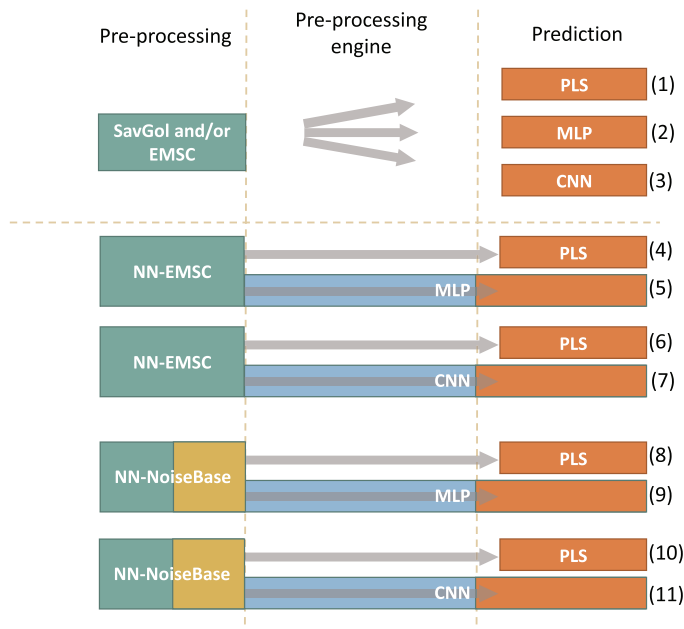 Pre-processing
Pre-processing
engine
Prediction
PLS
(1)
SavGol and/or
EMSC
MLP
(2)
CNN
(3)
NN-EMSC
PLS
(4)
MLP
(5)
NN-EMSC
PLS
(6)
CNN
(7)
NN-NoiseBase
PLS
(8)
MLP
(9)
NN-NoiseBase
PLS
(10)
CNN
(11)